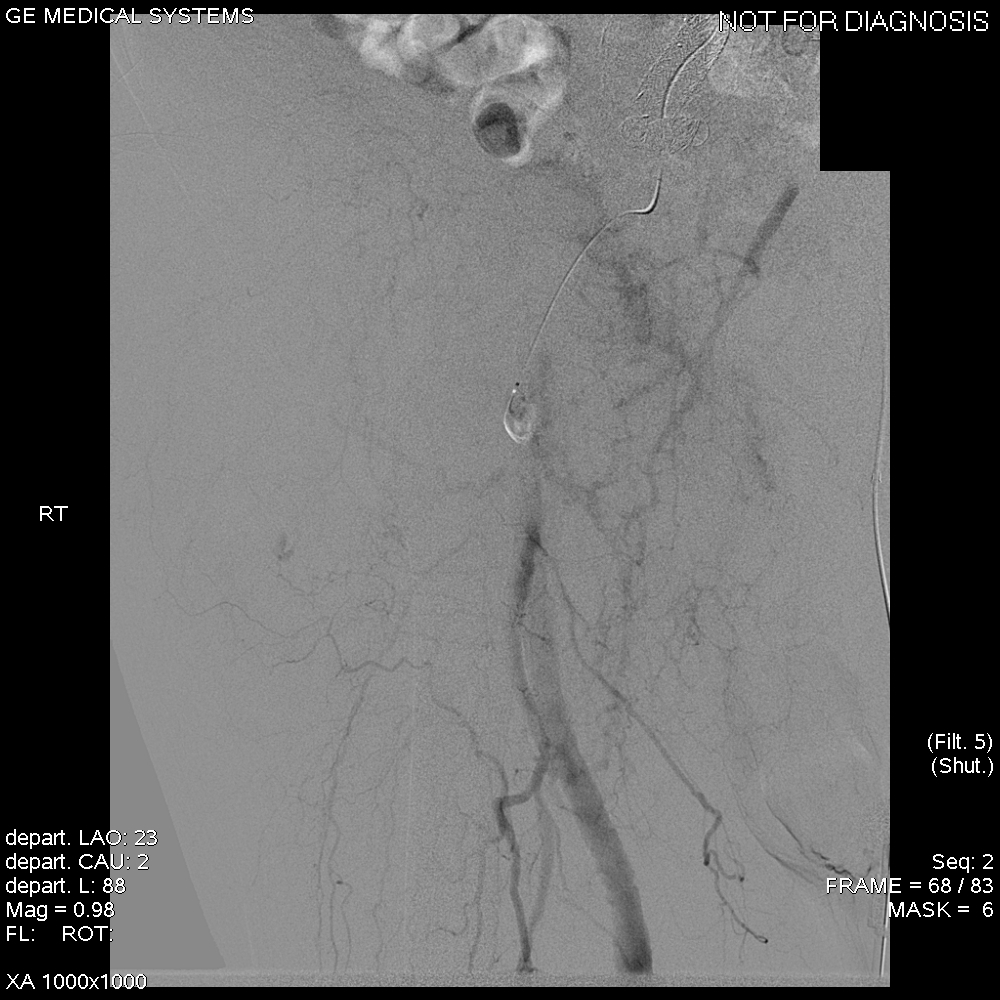 GE MEDICAL SYSTEMS
NOT FOR DIAGNOSIS
RT
(Filt. 5)
(Shut.)
depart. LAO: 23
depart. CAU: 2
depart. L: 88
Mag = 0.98
FL: ROT:
XA 1000x1000
Seq: 2
FRAME = 68 / 83
MASK = 6